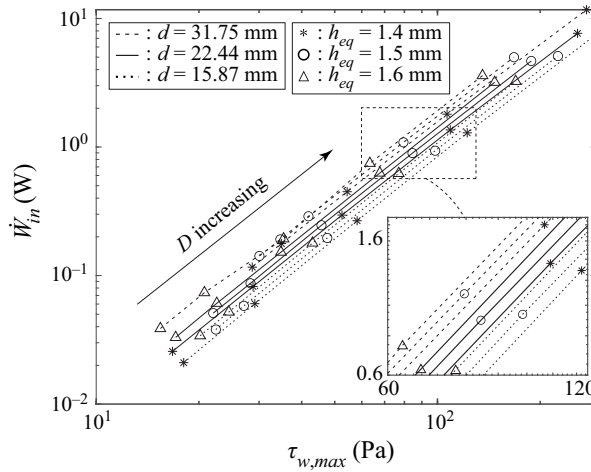 10¹
: d = 31.75 mm
: d = 22.44 mm
: d = 15.87 mm
* : h_eq = 1.4 mm
○ : h_eq = 1.5 mm
△ : h_eq = 1.6 mm
10⁰
Ẇ_in (W)
D increasing
10⁻¹
10⁻²
1.6
0.6
60
120
10¹
10²
τ_w,max (Pa)